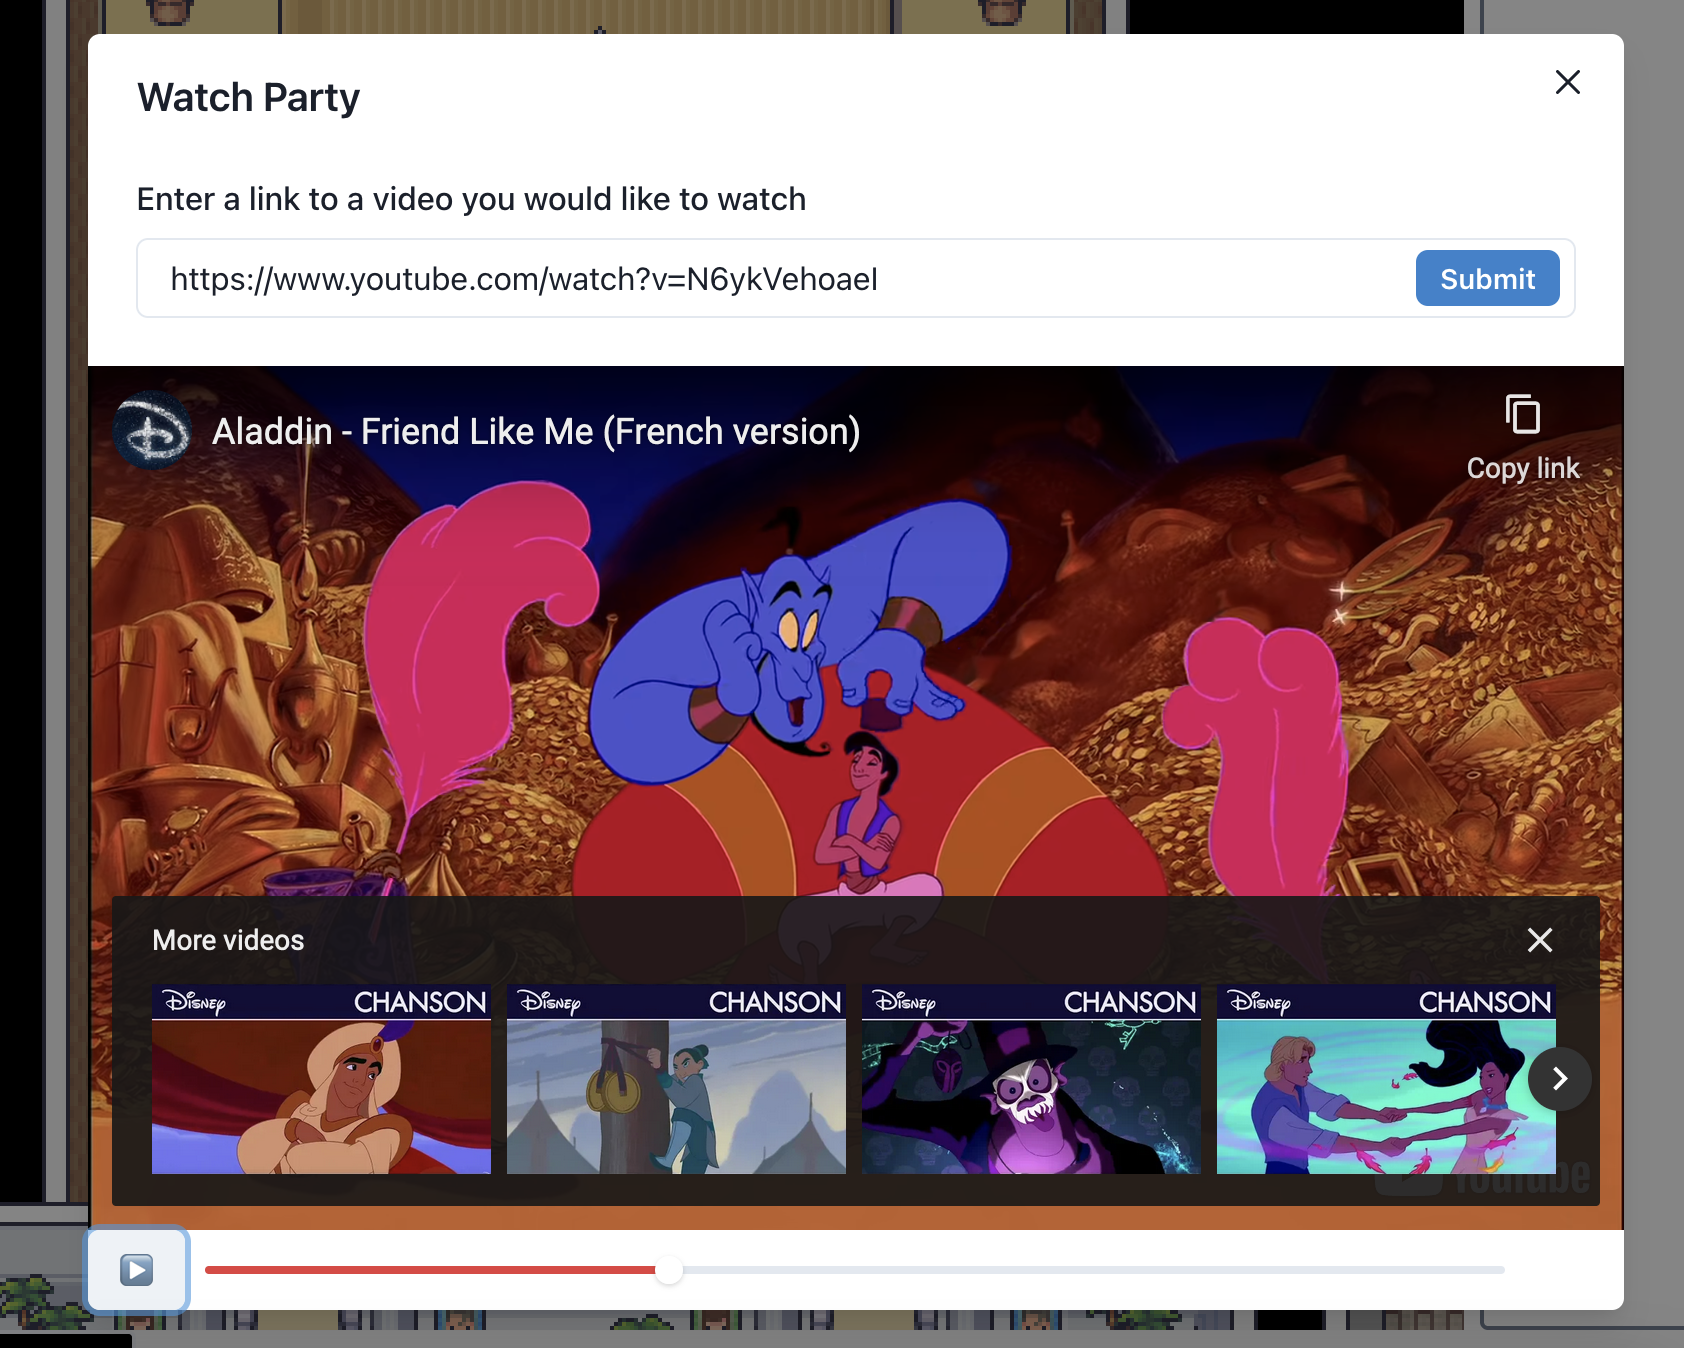 Watch Party
Enter a link to a video you would like to watch
https://www.youtube.com/watch?v=N6ykVehoaeI
Submit
Aladdin - Friend Like Me (French version)
Copy link
More videos
Disney CHANSON
Disney CHANSON
Disney CHANSON
Disney CHANSON
YouTube